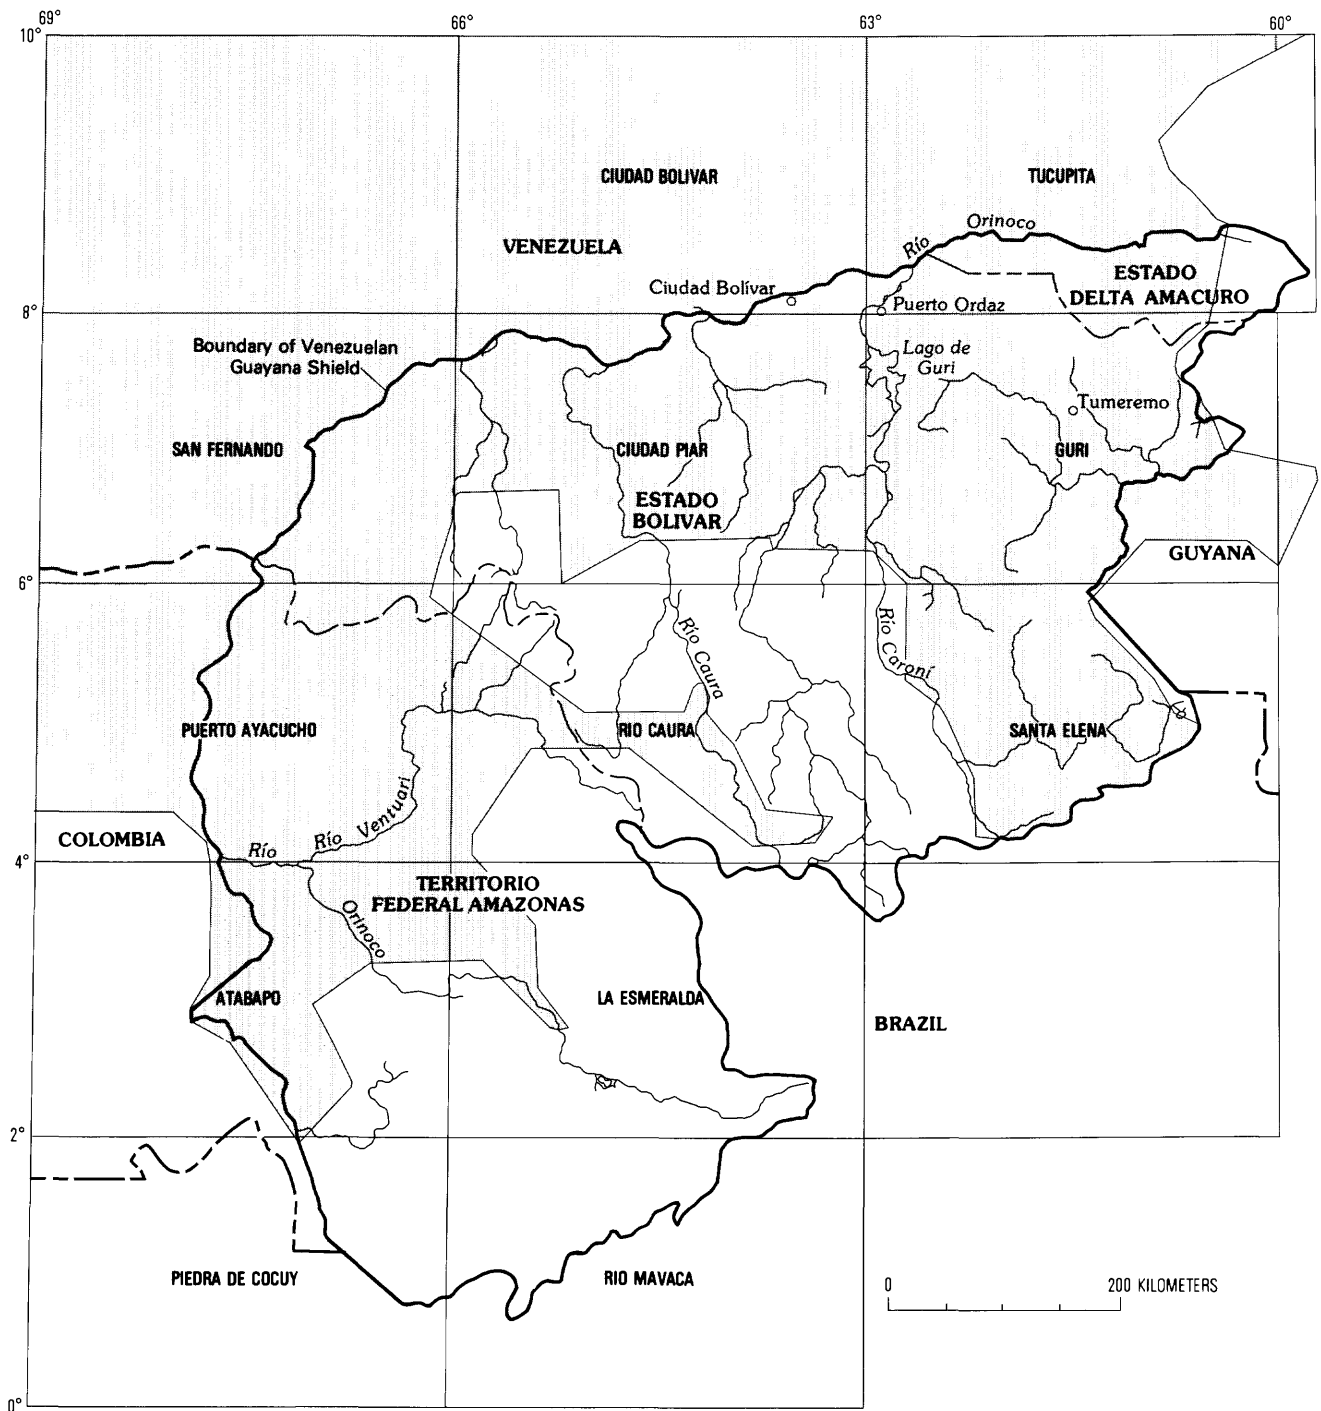 69°
66°
63°
60°
10°
CIUDAD BOLIVAR
TUCUPITA
VENEZUELA
Río
Orinoco
ESTADO
DELTA AMACURO
Ciudad Bolívar
Puerto Ordaz
8°
Boundary of Venezuelan
Guayana Shield
Lago de
Guri
Tumeremo
SAN FERNANDO
CIUDAD PIAR
GURI
ESTADO
BOLIVAR
GUYANA
6°
Río Caura
Río Caroní
PUERTO AYACUCHO
RIO CAURA
SANTA ELENA
COLOMBIA
Río
Río Ventuari
4°
TERRITORIO
FEDERAL AMAZONAS
Orinoco
ATABAPO
LA ESMERALDA
BRAZIL
2°
PIEDRA DE COCUY
RIO MAVACA
0
200 KILOMETERS
0°